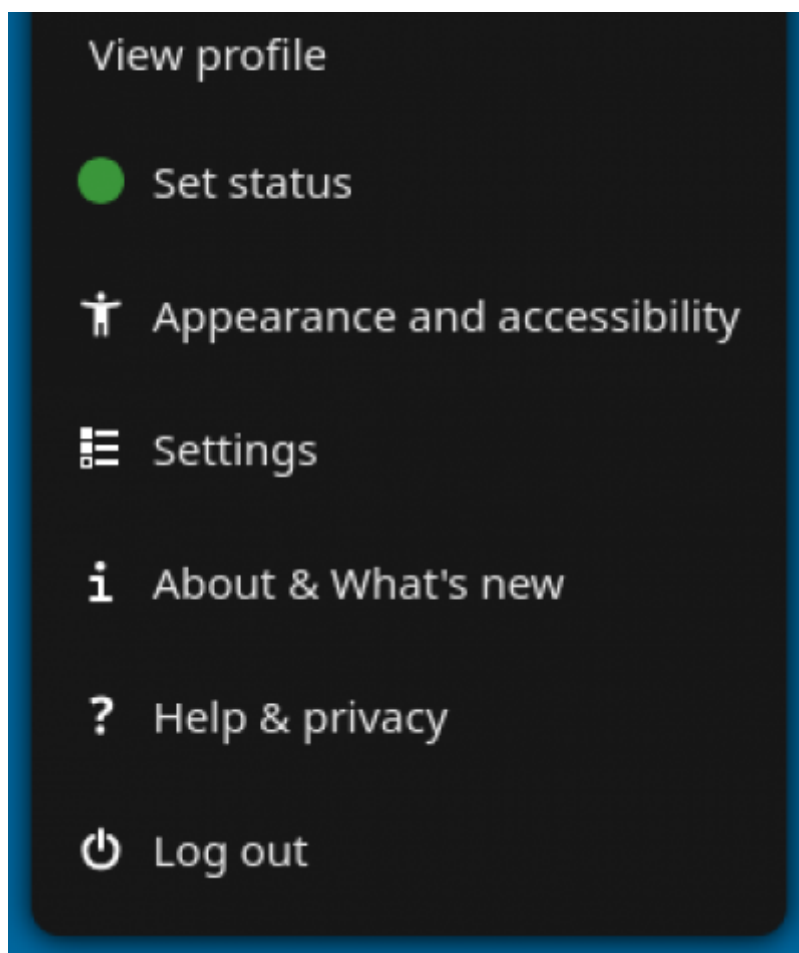 View profile
Set status
Appearance and accessibility
Settings
About & What's new
Help & privacy
Log out